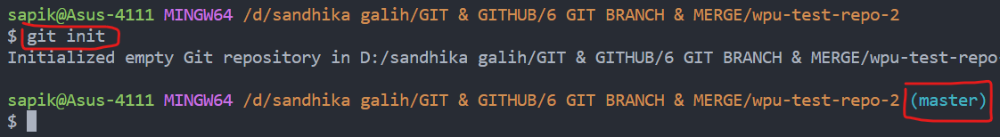 sapik@Asus-4111 MINGW64 /d/sandhika galih/GIT & GITHUB/6 GIT BRANCH & MERGE/wpu-test-repo-2
$ git init
Initialized empty Git repository in D:/sandhika galih/GIT & GITHUB/6 GIT BRANCH & MERGE/wpu-test-repo-
sapik@Asus-4111 MINGW64 /d/sandhika galih/GIT & GITHUB/6 GIT BRANCH & MERGE/wpu-test-repo-2 (master)
$